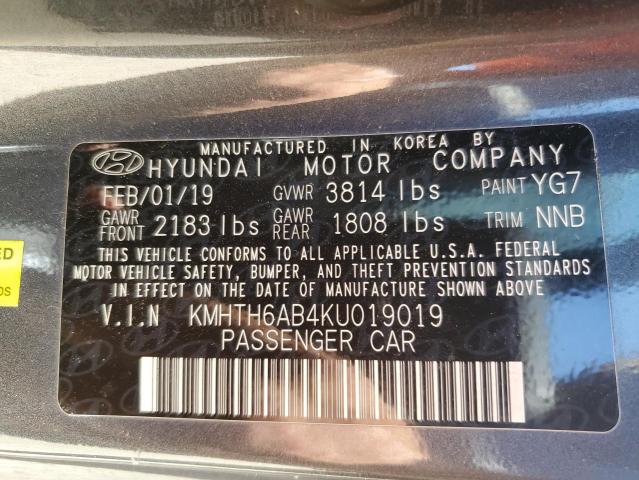 MANUFACTURED IN KOREA BY
HYUNDAI MOTOR COMPANY
FEB/01/19 GVWR 3814 lbs PAINT YG7
GAWR FRONT 2183 lbs GAWR REAR 1808 lbs TRIM NNB
THIS VEHICLE CONFORMS TO ALL APPLICABLE U.S.A. FEDERAL
MOTOR VEHICLE SAFETY, BUMPER, AND THEFT PREVENTION STANDARDS
IN EFFECT ON THE DATE OF MANUFACTURE SHOWN ABOVE
V.I.N KMHTH6AB4KU019019
PASSENGER CAR